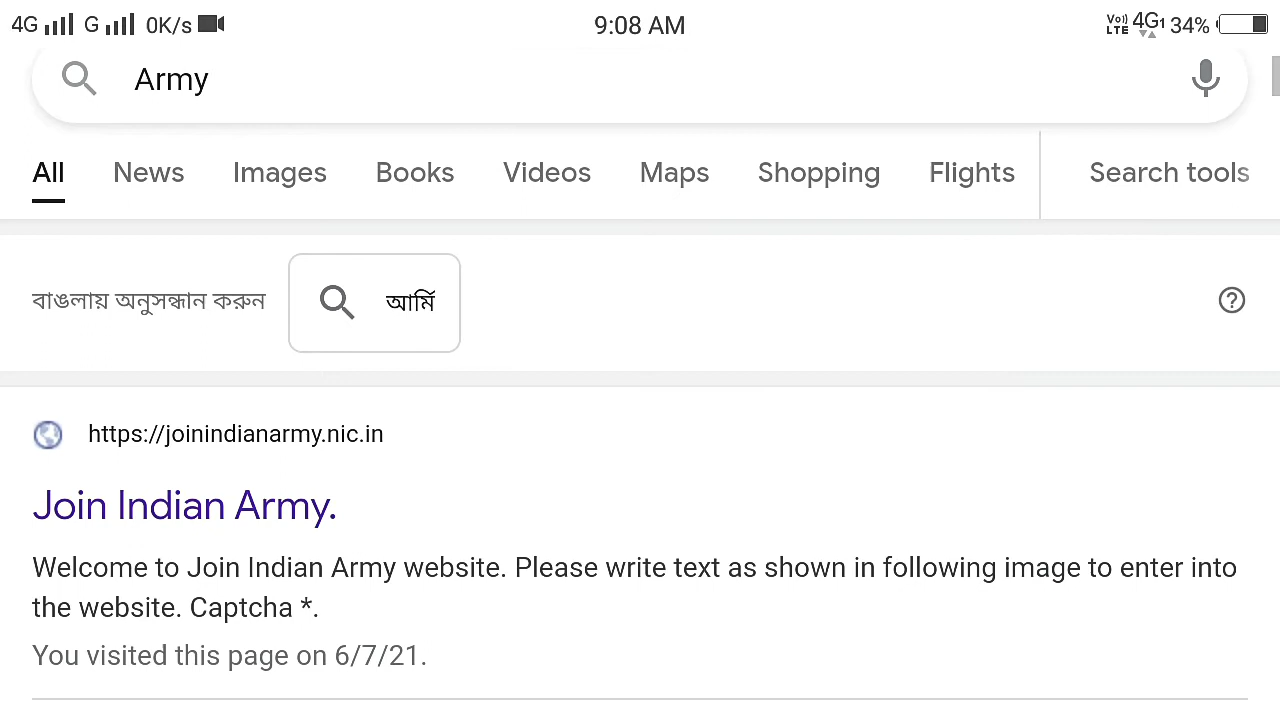 4G G 0K/s 9:08 AM Vo) LTE 4G1 34%
Army
All News Images Books Videos Maps Shopping Flights Search tools
বাঙলায় অনুসন্ধান করুন আর্মি ?
https://joinindianarmy.nic.in
Join Indian Army.
Welcome to Join Indian Army website. Please write text as shown in following image to enter into
the website. Captcha *.
You visited this page on 6/7/21.